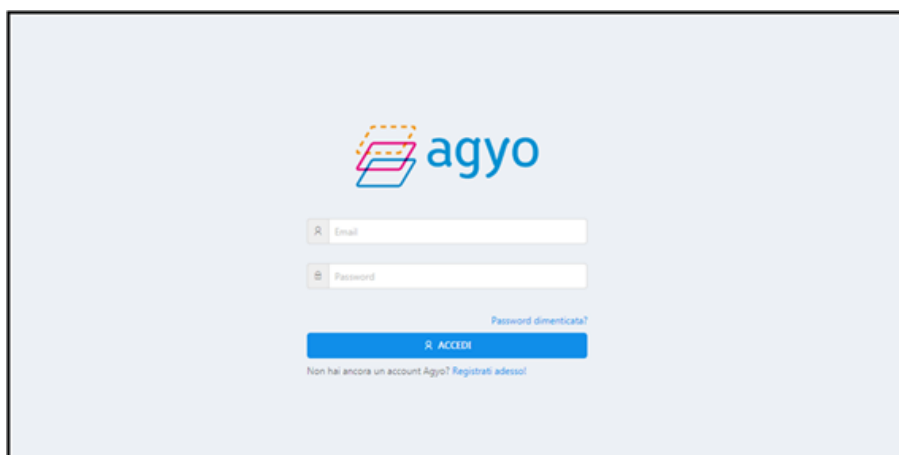 agyo
Email
Password
Password dimenticata?
ACCEDI
Non hai ancora un account Agyo? Registrati adesso!